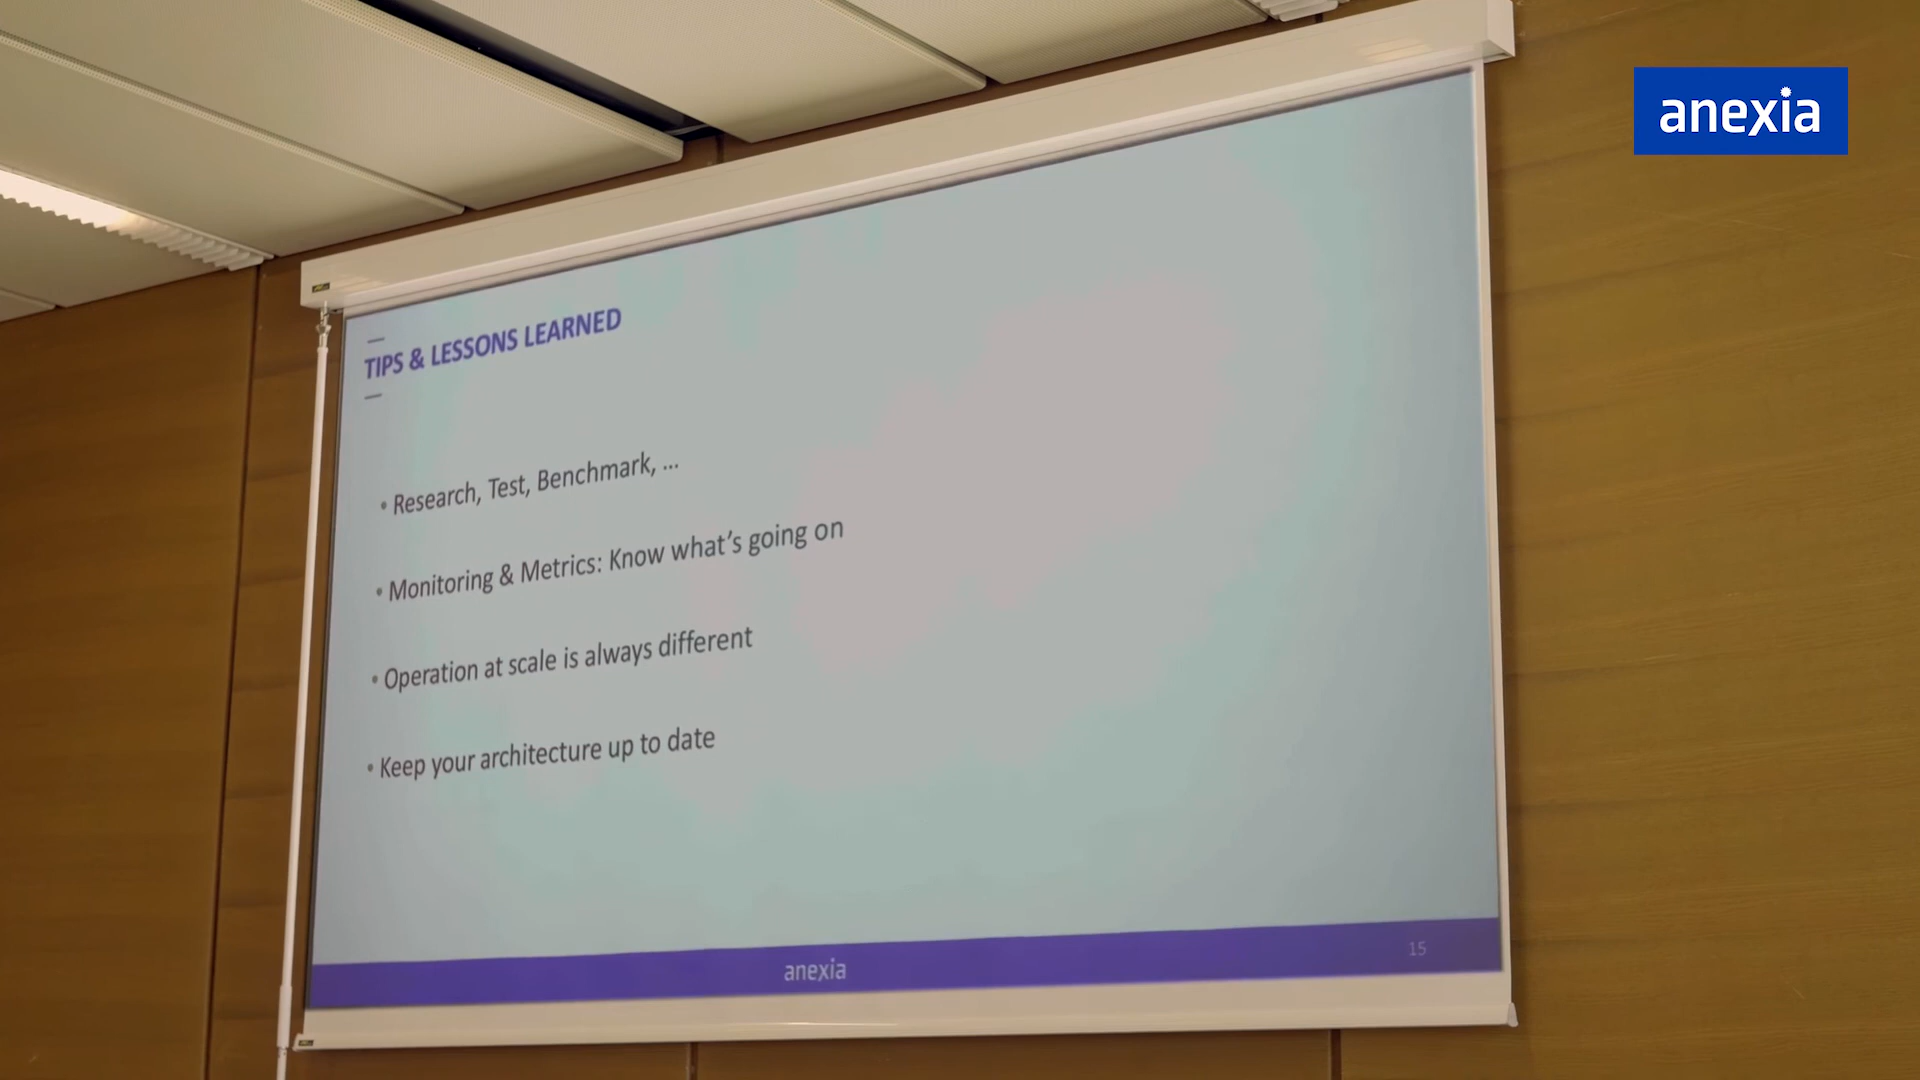 anexia
TIPS & LESSONS LEARNED
• Research, Test, Benchmark, ...
• Monitoring & Metrics: Know what's going on
• Operation at scale is always different
• Keep your architecture up to date
anexia
15